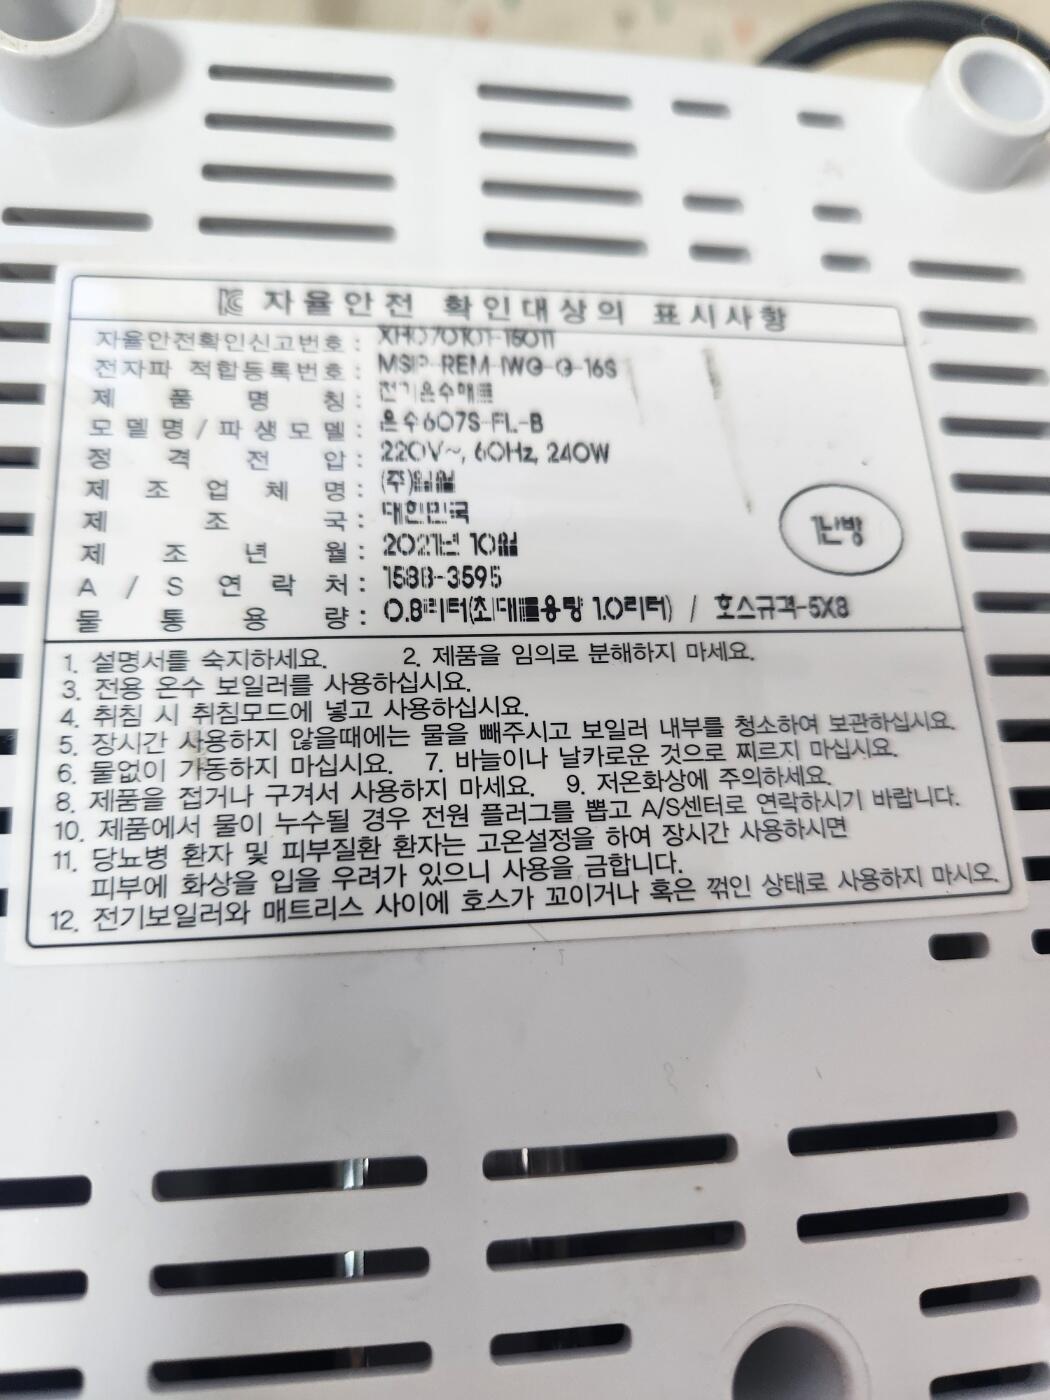 자율안전 확인대상의 표시사항
자율안전확인신고번호 : XH070101-16011
전자파 적합등록번호 : MSIP-REM-IWG-G-16S
제품명칭 : 전기온수매트
모델명/파생모델 : 온수607S-FL-B
정격전압 : 220V~, 60Hz, 240W
제조업체명 : (주)일월
제조국 : 대한민국
제조년월 : 2021년 10월
1난방
A/S연락처 : 1588-3595
물통용량 : 0.8리터(최대물용량 1.0리터) / 호스규격-5X8
1. 설명서를 숙지하세요. 2. 제품을 임의로 분해하지 마세요.
3. 전용 온수 보일러를 사용하십시요.
4. 취침 시 취침모드에 넣고 사용하십시요.
5. 장시간 사용하지 않을때에는 물을 빼주시고 보일러 내부를 청소하여 보관하십시요.
6. 물없이 가동하지 마십시요. 7. 바늘이나 날카로운 것으로 찌르지 마십시요.
8. 제품을 접거나 구겨서 사용하지 마세요. 9. 저온화상에 주의하세요.
10. 제품에서 물이 누수될 경우 전원 플러그를 뽑고 A/S센터로 연락하시기 바랍니다.
11. 당뇨병 환자 및 피부질환 환자는 고온설정을 하여 장시간 사용하시면
피부에 화상을 입을 우려가 있으니 사용을 금합니다.
12. 전기보일러와 매트리스 사이에 호스가 꼬이거나 혹은 꺾인 상태로 사용하지 마시오.